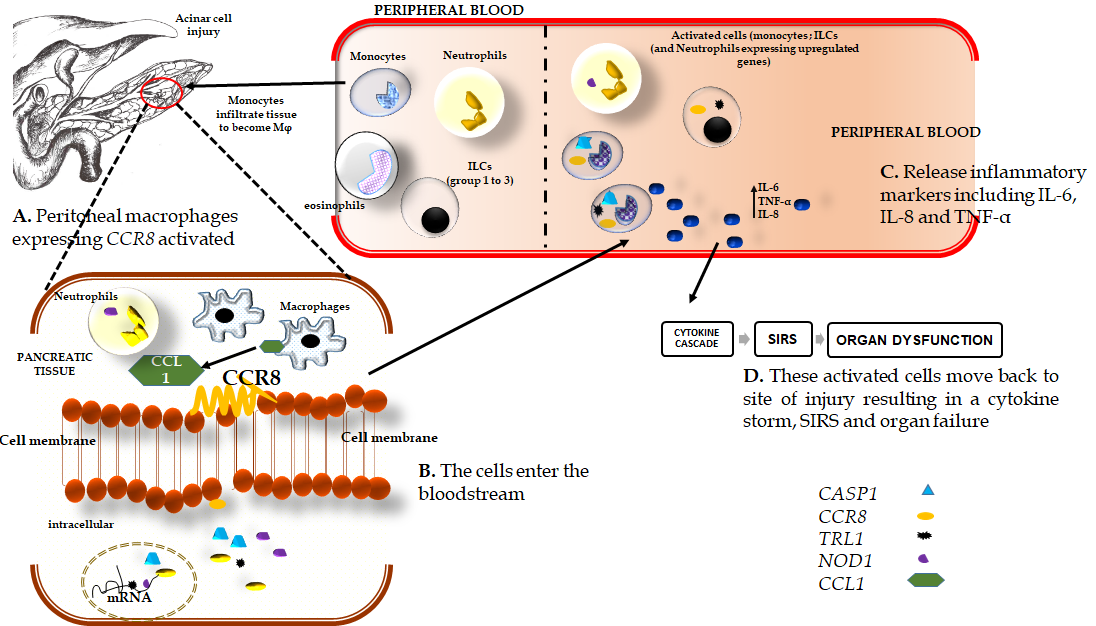 PERIPHERAL BLOOD
Acinar cell
injury
Monocytes
infiltrate tissue
to become Mφ
A. Peritoneal macrophages
expressing CCR8 activated
Monocytes
Neutrophils
ILCs
(group 1 to 3)
eosinophils
Activated cells (monocytes; ILCs
(and Neutrophils expressing upregulated
genes)
PERIPHERAL BLOOD
IL-6
TNF-α
IL-8
C. Release inflammatory
markers including IL-6,
IL-8 and TNF-α
Neutrophils
Macrophages
PANCREATIC
TISSUE
CCL
1
CCR8
Cell membrane
Cell membrane
B. The cells enter the
bloodstream
intracellular
mRNA
CYTOKINE
CASCADE
SIRS
ORGAN DYSFUNCTION
D. These activated cells move back to
site of injury resulting in a cytokine
storm, SIRS and organ failure
CASP1
CCR8
TRL1
NOD1
CCL1